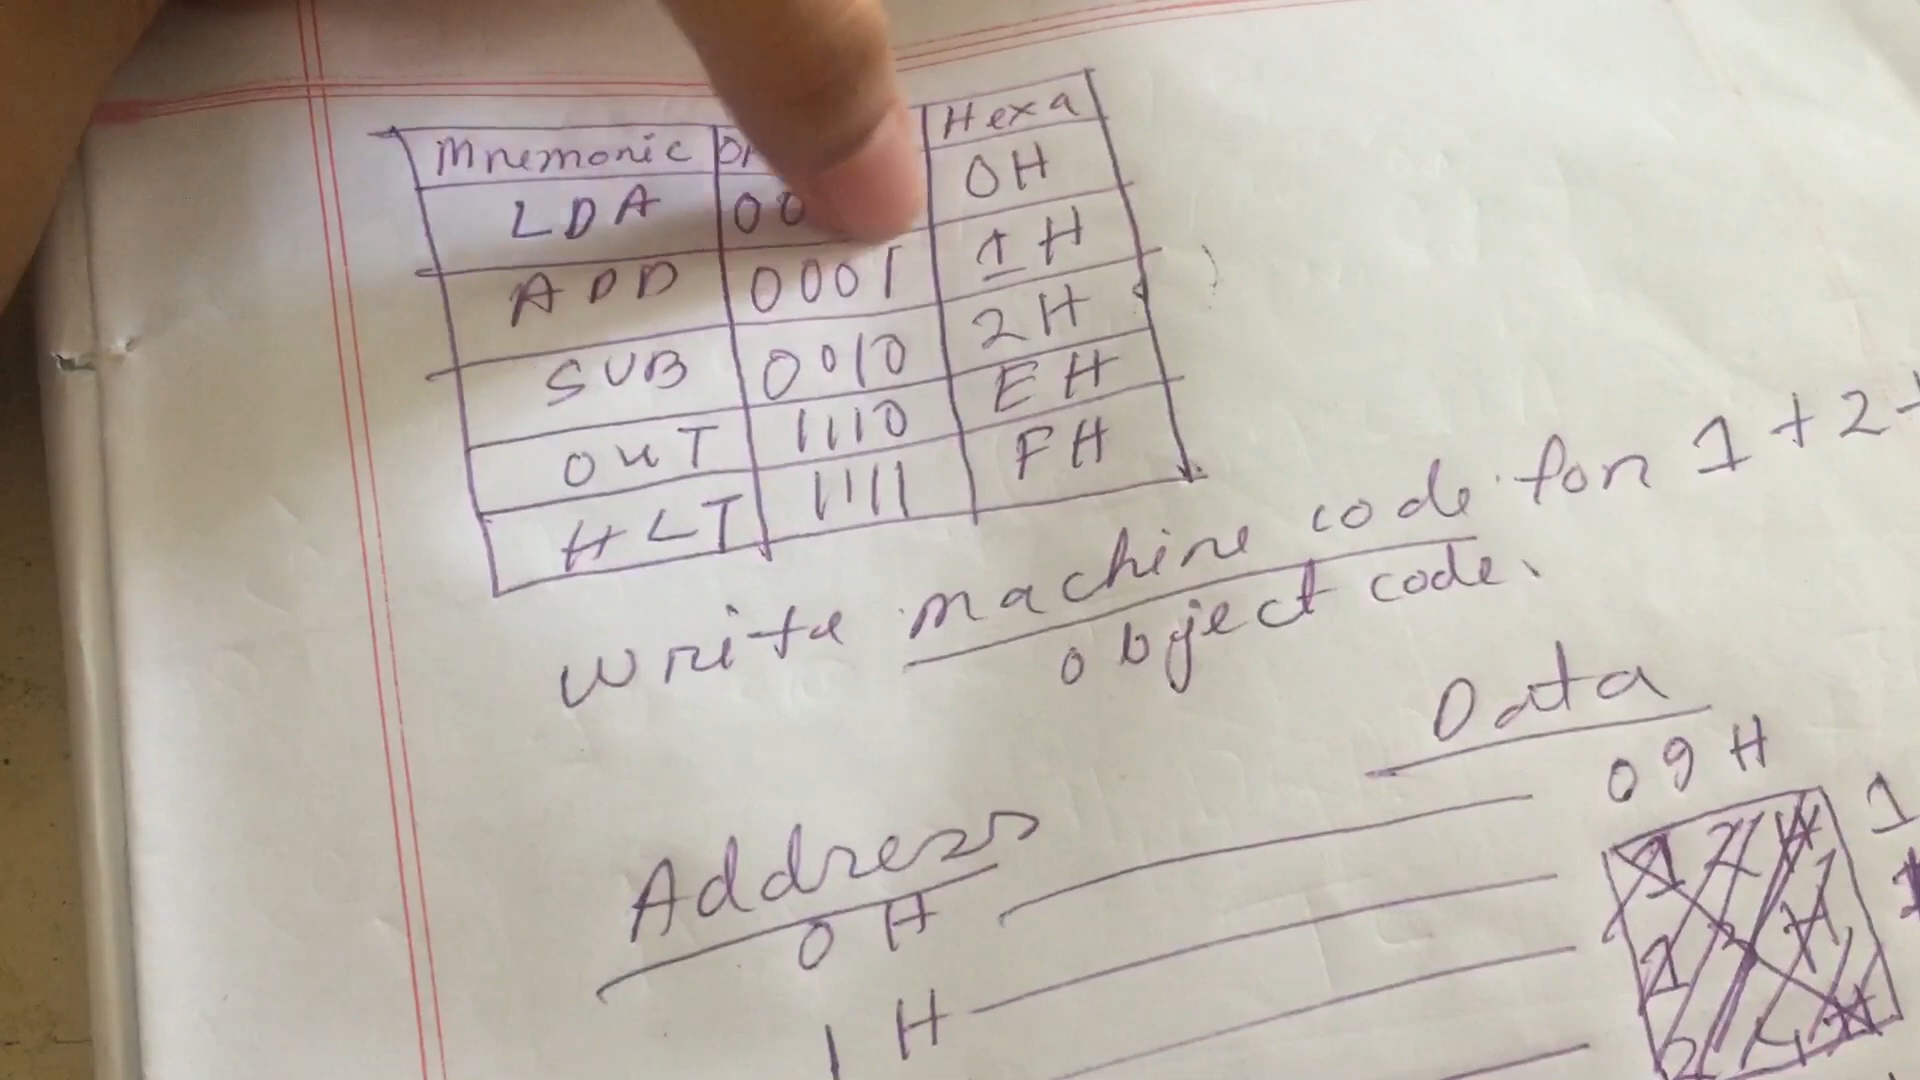 Mnemonic Hexa
LDA 0H
ADD 0001 1H
SUB 0010 2H
OUT 1110 EH
HLT 1111 FH
Write machine code for 1+2+
object code.
Data
09H
Address
0H
1H